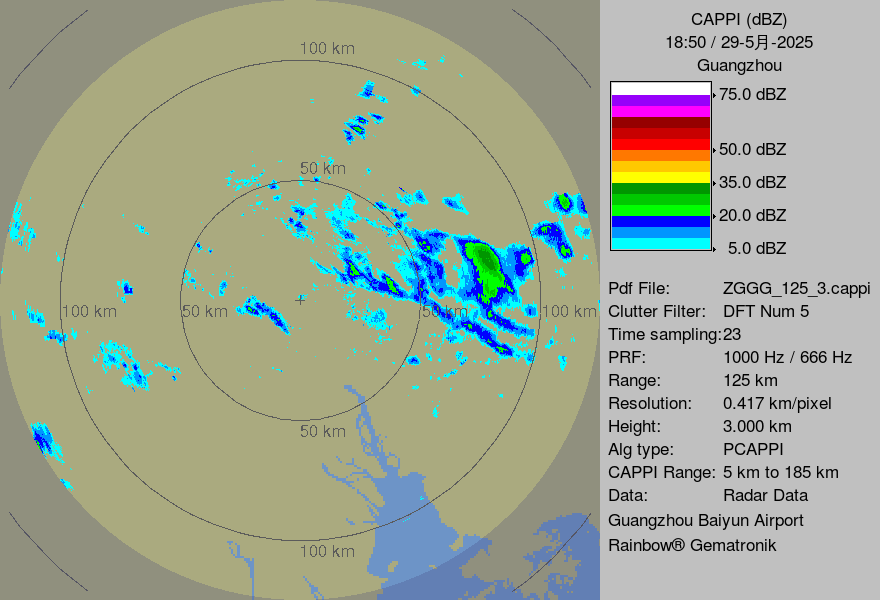 100 km
50 km
100 km
50 km
50 km
100 km
50 km
100 km
CAPPI (dBZ)
18:50 / 29-5月-2025
Guangzhou
75.0 dBZ
50.0 dBZ
35.0 dBZ
20.0 dBZ
5.0 dBZ
Pdf File: ZGGG_125_3.cappi
Clutter Filter: DFT Num 5
Time sampling:23
PRF: 1000 Hz / 666 Hz
Range: 125 km
Resolution: 0.417 km/pixel
Height: 3.000 km
Alg type: PCAPPI
CAPPI Range: 5 km to 185 km
Data: Radar Data
Guangzhou Baiyun Airport
Rainbow® Gematronik